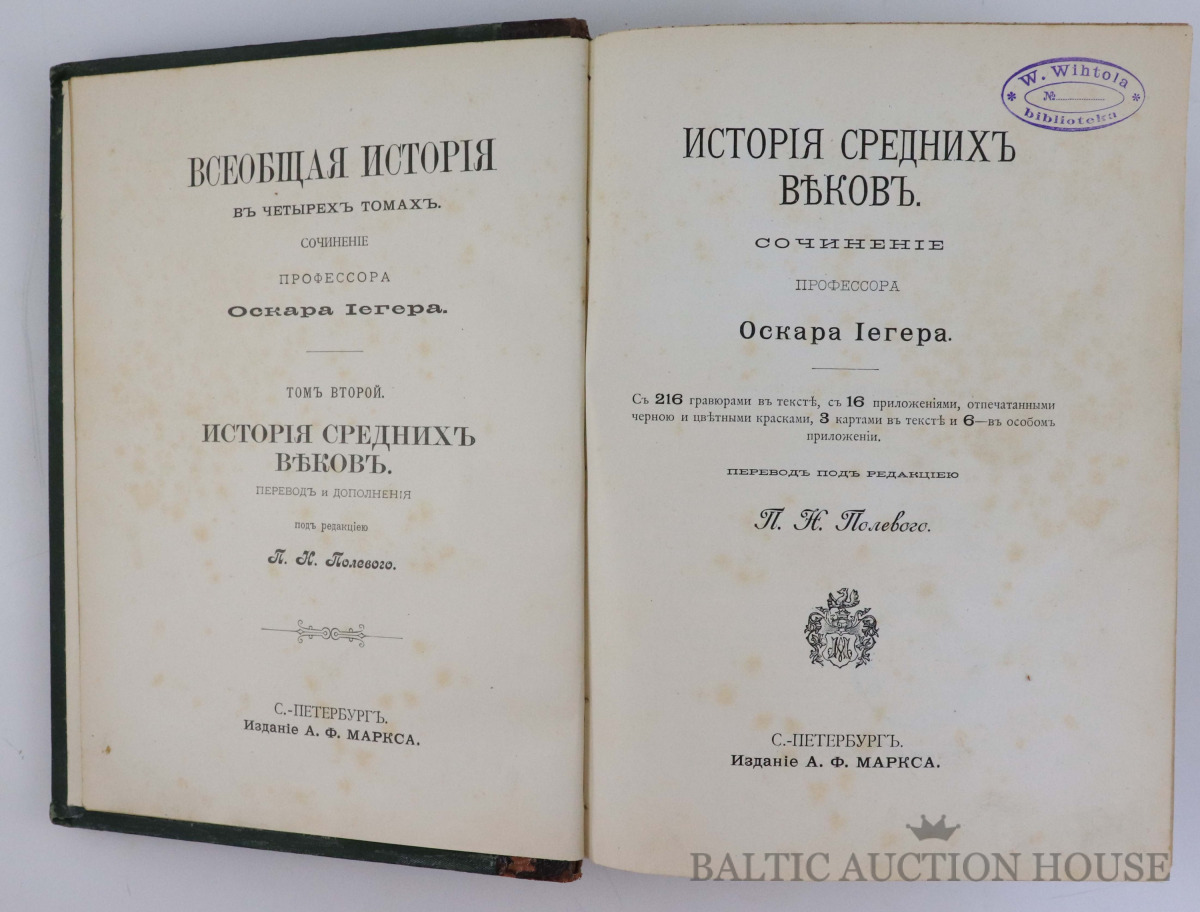 ВСЕОБЩАЯ ИСТОРІЯ
ВЪ ЧЕТЫРЕХЪ ТОМАХЪ.
СОЧИНЕНІЕ
ПРОФЕССОРА
Оскара Іегера.
ТОМЪ ВТОРОЙ.
ИСТОРІЯ СРЕДНИХЪ
ВѢКОВЪ.
ПЕРЕВОДЪ и ДОПОЛНЕНІЯ
подъ редакціею
П. Н. Полевого.
С.-ПЕТЕРБУРГЪ.
Изданіе А. Ф. МАРКСА.
W. Wihtola
№
biblioteka
ИСТОРІЯ СРЕДНИХЪ
ВѢКОВЪ.
СОЧИНЕНІЕ
ПРОФЕССОРА
Оскара Іегера.
Съ 216 гравюрами въ текстѣ, съ 16 приложеніями, отпечатанными
черною и цвѣтными красками, 3 картами въ текстѣ и 6—въ особомъ
приложеніи.
ПЕРЕВОДЪ ПОДЪ РЕДАКЦІЕЮ
П. Н. Полевого.
С.-ПЕТЕРБУРГЪ.
Изданіе А. Ф. МАРКСА.
BALTIC AUCTION HOUSE